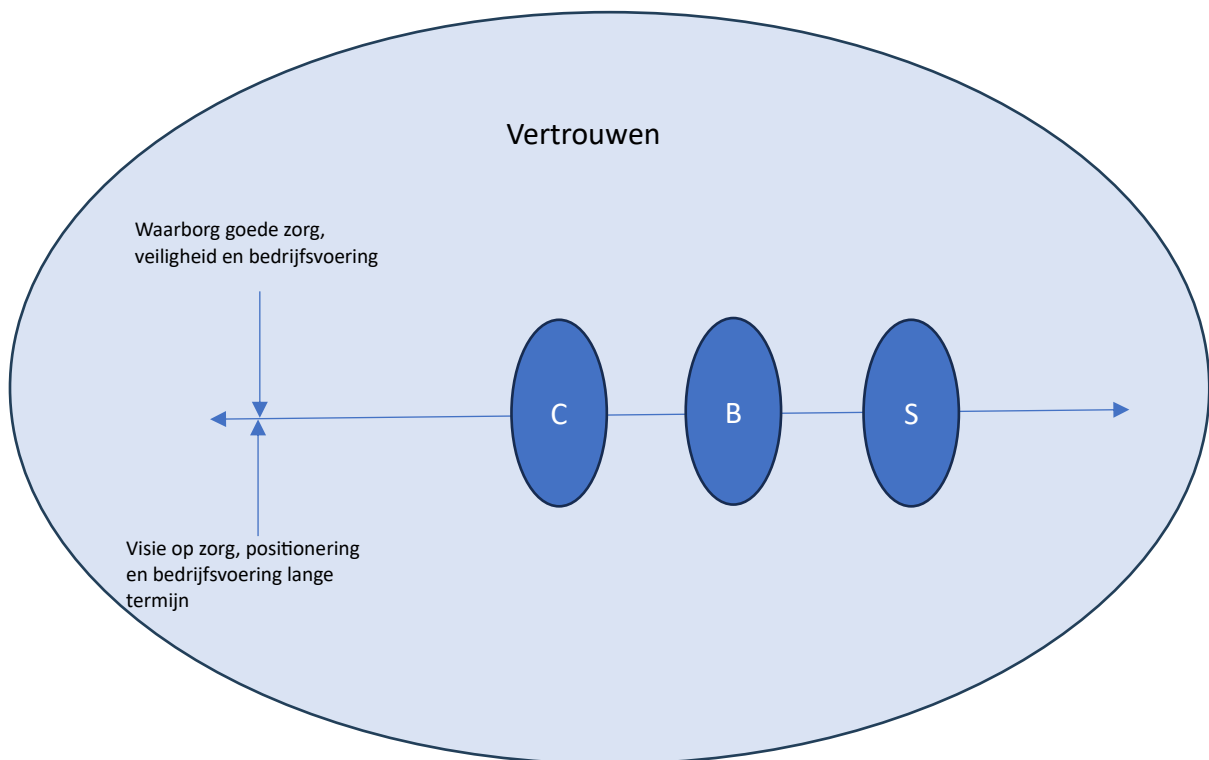 Vertrouwen
Waarborg goede zorg,
veiligheid en bedrijfsvoering
C
B
S
Visie op zorg, positionering
en bedrijfsvoering lange
termijn